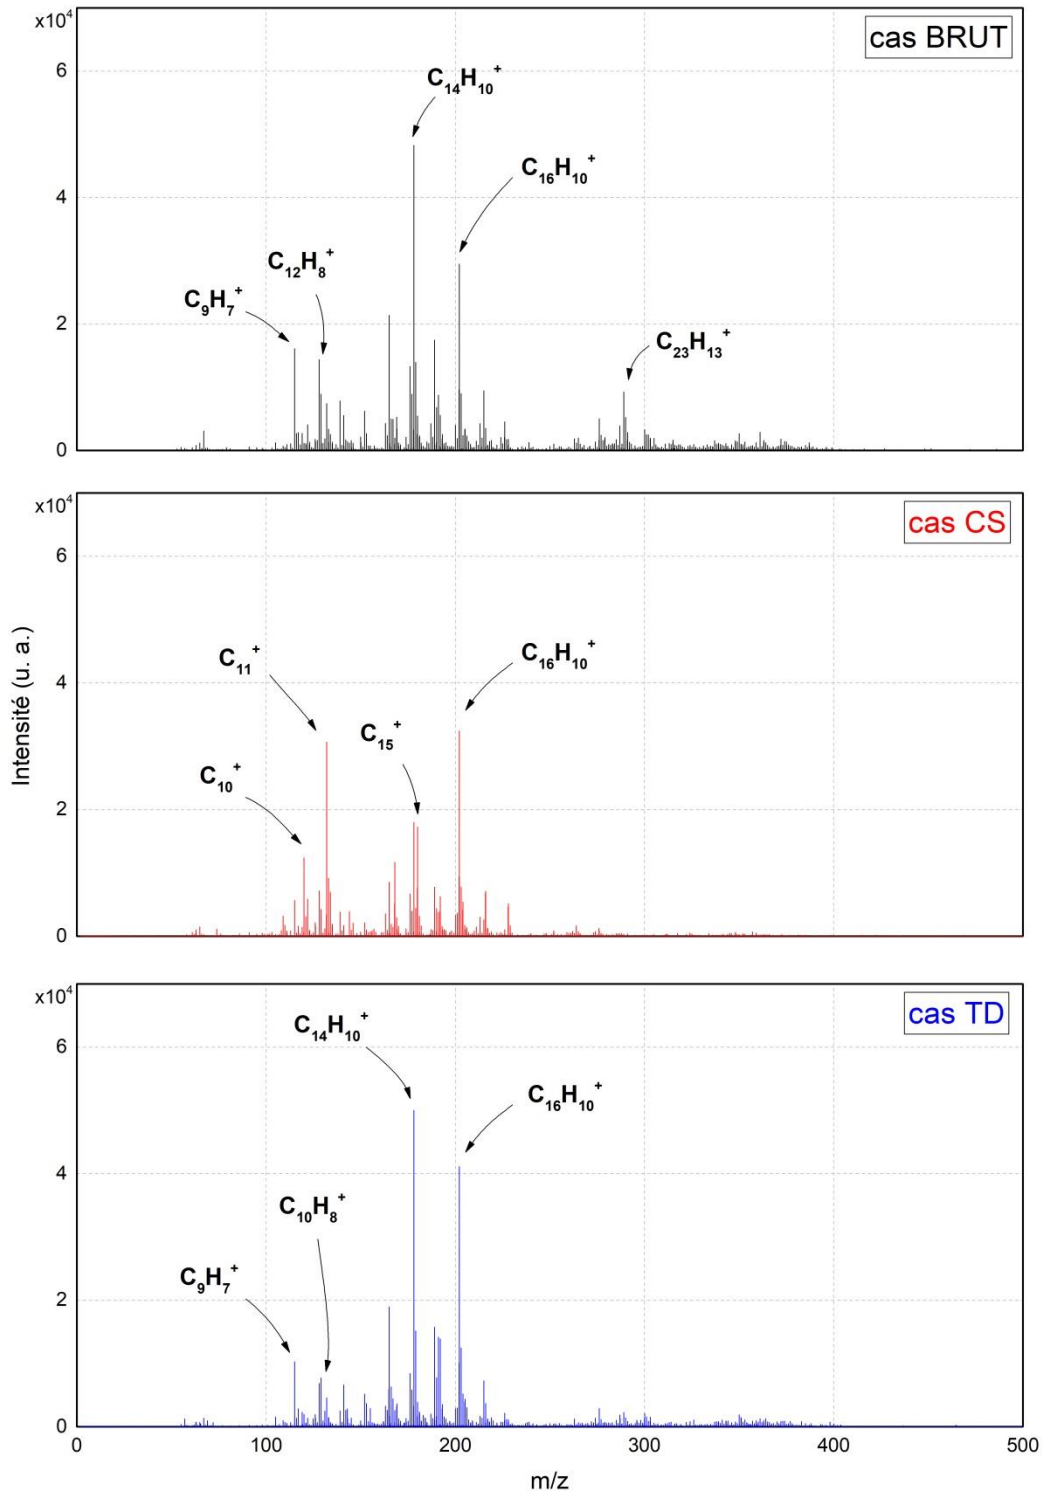 x10⁴
cas BRUT
6
C₁₄H₁₀⁺
C₁₆H₁₀⁺
4
C₁₂H₈⁺
C₉H₇⁺
2
C₂₃H₁₃⁺
0
x10⁴
cas CS
6
C₁₁⁺
C₁₆H₁₀⁺
4
C₁₅⁺
C₁₀⁺
2
0
Intensité (u. a.)
x10⁴
cas TD
C₁₄H₁₀⁺
6
C₁₆H₁₀⁺
4
C₁₀H₈⁺
C₉H₇⁺
2
0
0 100 200 300 400 500
m/z